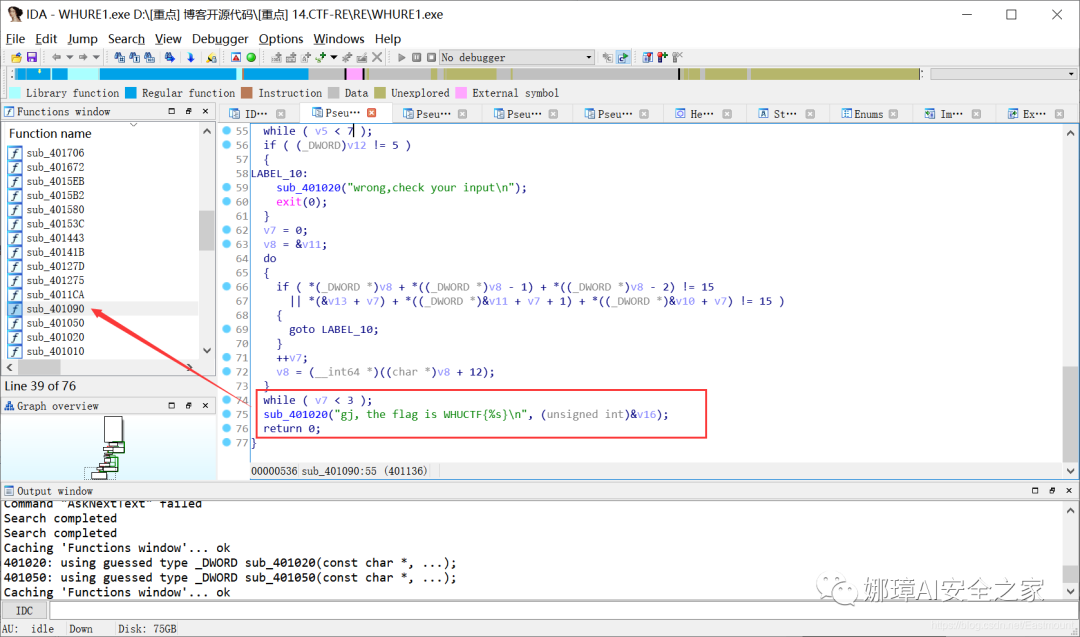 IDA - WHURE1.exe D:\[重点] 博客开源代码\[重点] 14.CTF-RE\RE\WHURE1.exe
File Edit Jump Search View Debugger Options Windows Help
No debugger
Library function Regular function Instruction Data Unexplored External symbol
Functions window
ID⋯ Pseu⋯ Pseu⋯ Pseu⋯ Pseu⋯ He⋯ St⋯ Enums Im⋯ Ex⋯
Function name
sub_401706
sub_401672
sub_4015EB
sub_4015B2
sub_401580
sub_40153C
sub_401443
sub_40141B
sub_40127D
sub_401275
sub_4011CA
sub_401090
sub_401050
sub_401020
sub_401010
Line 39 of 76
Graph overview
55 while ( v5 < 7 );
56 if ( (_DWORD)v12 != 5 )
57 {
58 LABEL_10:
59 sub_401020("wrong,check your input\n");
60 exit(0);
61 }
62 v7 = 0;
63 v8 = &v11;
64 do
65 {
66 if ( *(_DWORD *)v8 + *((_DWORD *)v8 - 1) + *((_DWORD *)v8 - 2) != 15
67 || *(&v13 + v7) + *((_DWORD *)&v11 + v7 + 1) + *((_DWORD *)&v10 + v7) != 15 )
68 {
69 goto LABEL_10;
70 }
71 ++v7;
72 v8 = (__int64 *)((char *)v8 + 12);
73 }
74 while ( v7 < 3 );
75 sub_401020("gj, the flag is WHUCTF{%s}\n", (unsigned int)&v16);
76 return 0;
77 }
00000536 sub_401090:55 (401136)
Output window
Command "AskNextText" failed
Search completed
Search completed
Caching 'Functions window'... ok
401020: using guessed type _DWORD sub_401020(const char *, ...);
401050: using guessed type _DWORD sub_401050(const char *, ...);
Caching 'Functions window'... ok
IDC
娜璋AI安全之家
AU: idle Down Disk: 75GB